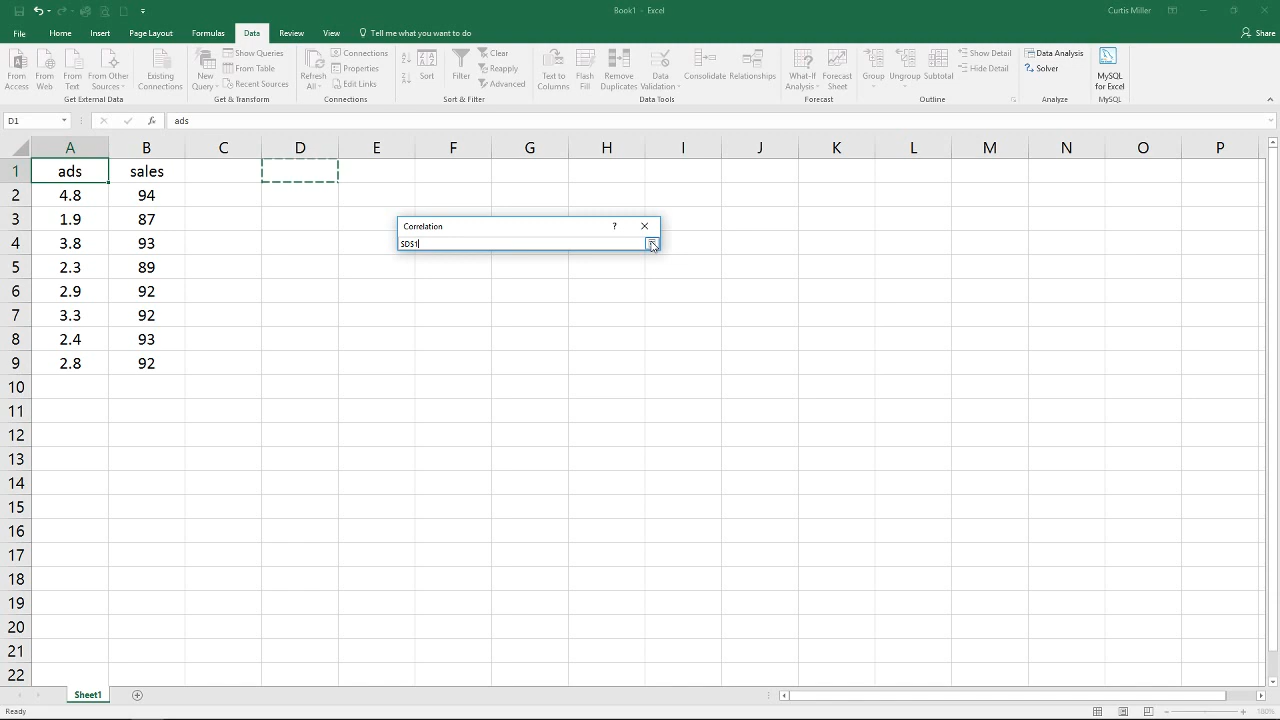 Book1 - Excel
Curtis Miller
File Home Insert Page Layout Formulas Data Review View Tell me what you want to do
Share
From Access
From Web
From Text
From Other Sources
Existing Connections
Get External Data
New Query
Show Queries
From Table
Recent Sources
Get & Transform
Refresh All
Connections
Properties
Edit Links
Connections
Sort
Filter
Clear
Reapply
Advanced
Sort & Filter
Text to Columns
Flash Fill
Remove Duplicates
Data Validation
Consolidate
Relationships
Data Tools
What-If Analysis
Forecast Sheet
Forecast
Group
Ungroup
Subtotal
Show Detail
Hide Detail
Outline
Data Analysis
Solver
Analyze
MySQL for Excel
MySQL
D1 fx ads
A B C D E F G H I J K L M N O P
1 ads sales
2 4.8 94
3 1.9 87
4 3.8 93
5 2.3 89
6 2.9 92
7 3.3 92
8 2.4 93
9 2.8 92
10
11
12
13
14
15
16
17
18
19
20
21
22
Correlation ?
$D$1
Sheet1
Ready
180%